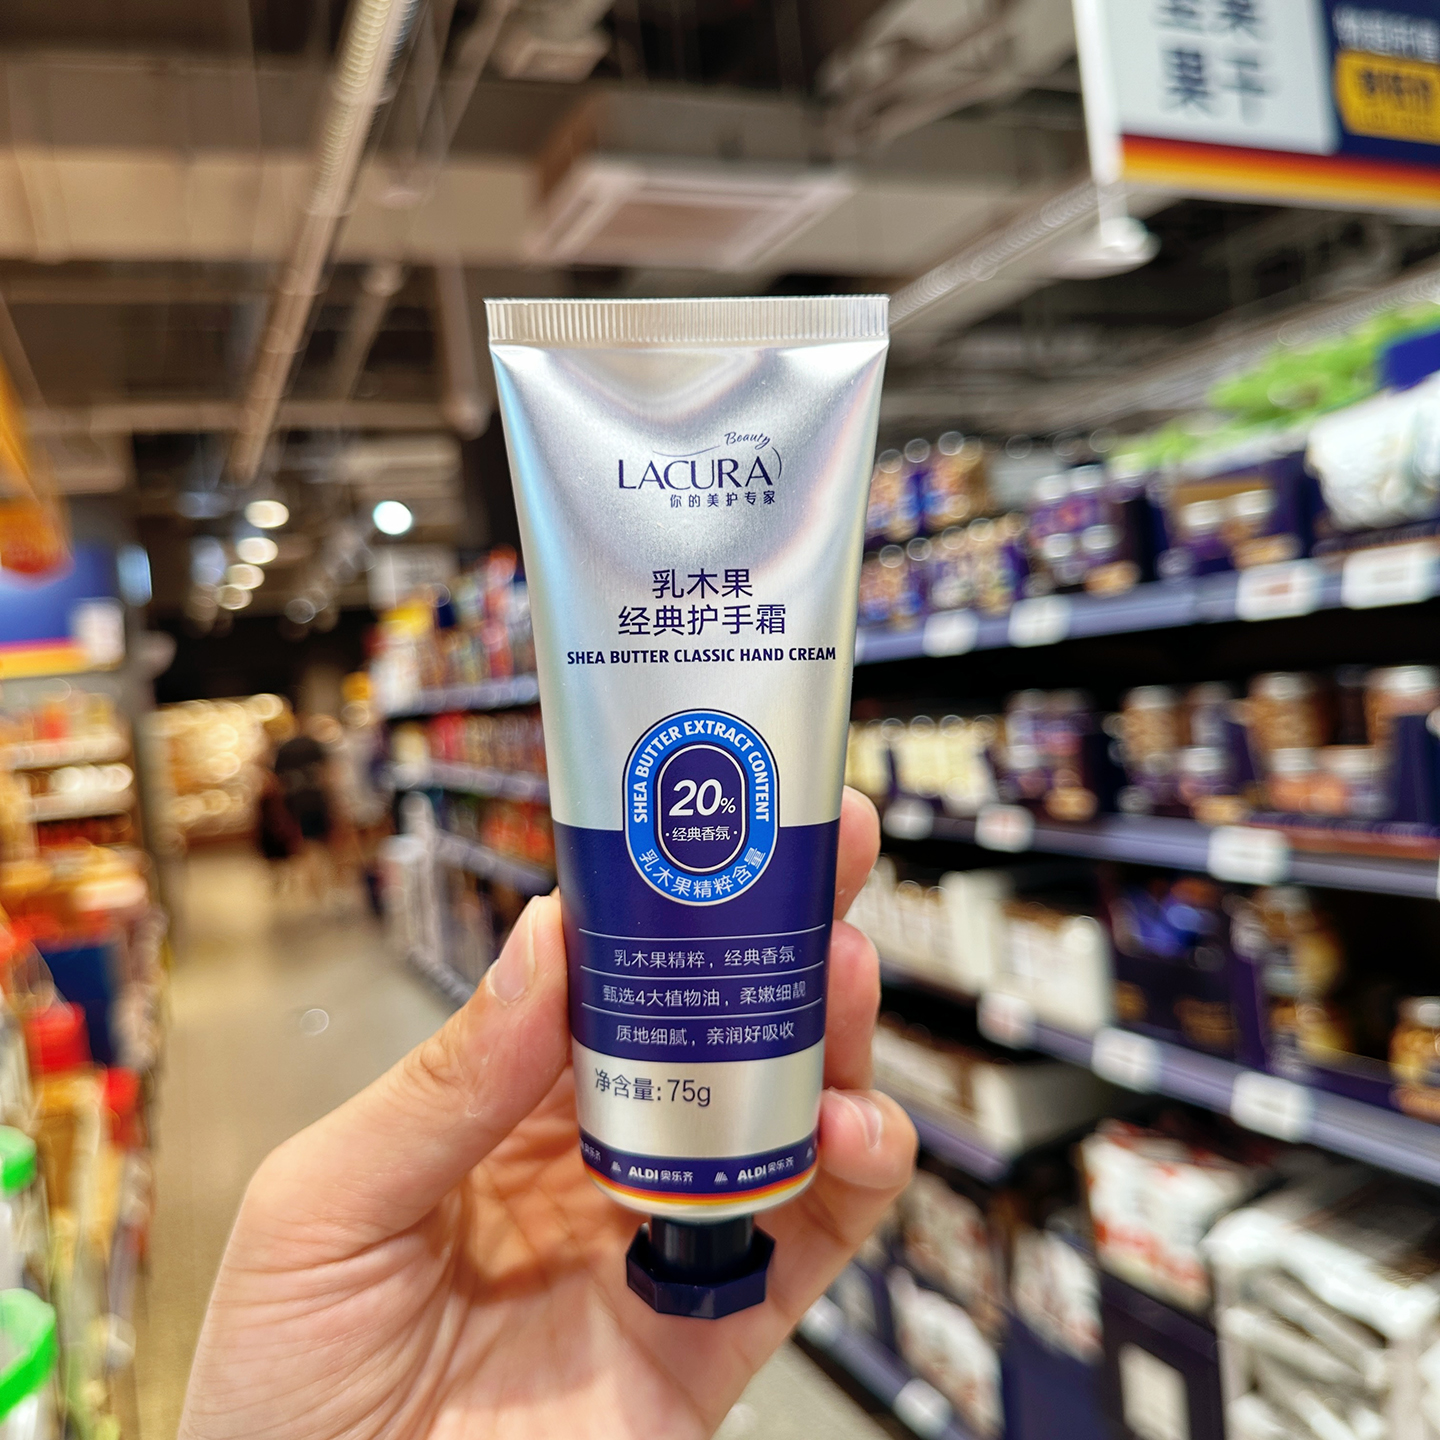 Beauty
LACURA
你的美护专家
乳木果
经典护手霜
SHEA BUTTER CLASSIC HAND CREAM
SHEA BUTTER EXTRACT CONTENT
20%
·经典香氛·
乳木果精粹含量
乳木果精粹，经典香氛
甄选4大植物油，柔嫩细靓
质地细腻，亲润好吸收
净含量:75g
ALDI奥乐齐 ALDI奥乐齐
坚果
果干